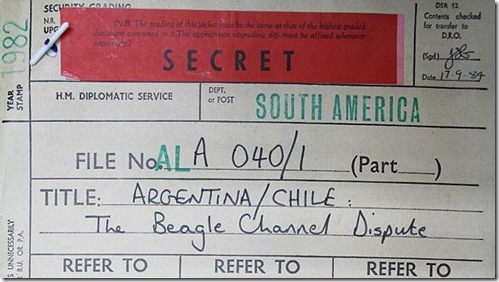 SECURITY GRADING
N.B. The grading of this jacket must be the same as that of the highest graded
document contained in it. The appropriate upgrading slip must be affixed whenever
necessary.
SECRET
DER 12
Contents checked
for transfer to
D.R.O.
(Sgd.)
Date 17-9-84
YEAR STAMP
1982
H.M. DIPLOMATIC SERVICE
DEPT.
or POST
SOUTH AMERICA
FILE No. ALA 040/1 (Part )
TITLE: ARGENTINA/CHILE:
The Beagle Channel Dispute
REFER TO
REFER TO
REFER TO
S UNNECESSARILY
B.U. OR P.A.